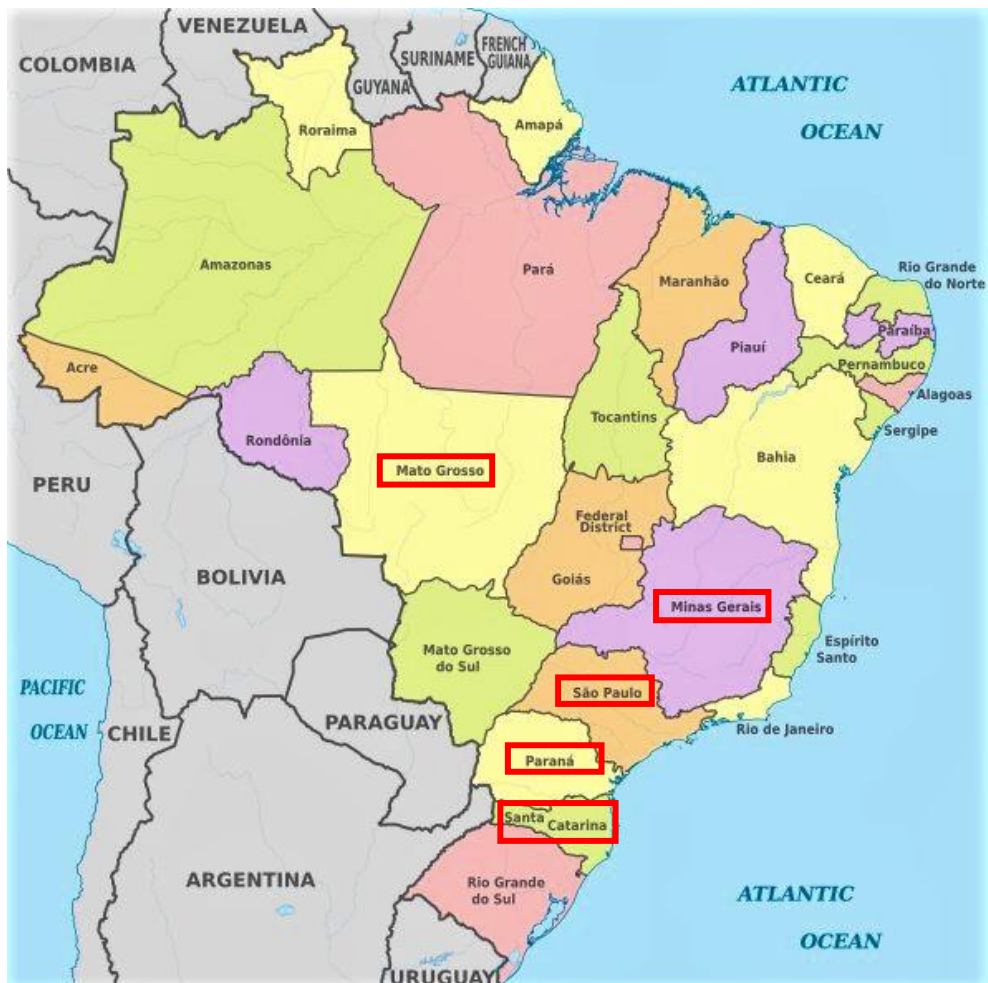 VENEZUELA
COLOMBIA
SURINAME
FRENCH
GUIANA
GUYANA
ATLANTIC
OCEAN
Roraima
Amapá
Amazonas
Pará
Maranhão
Ceará
Rio Grande
do Norte
Paraíba
Piauí
Pernambuco
Acre
Alagoas
Tocantins
Sergipe
Rondônia
Bahia
Mato Grosso
PERU
Federal
District
BOLIVIA
Goiás
Minas Gerais
Espírito
Santo
Mato Grosso
do Sul
São Paulo
PACIFIC
OCEAN
CHILE
PARAGUAY
Rio de Janeiro
Paraná
Santa
Catarina
ARGENTINA
Rio Grande
do Sul
ATLANTIC
OCEAN
URUGUAY